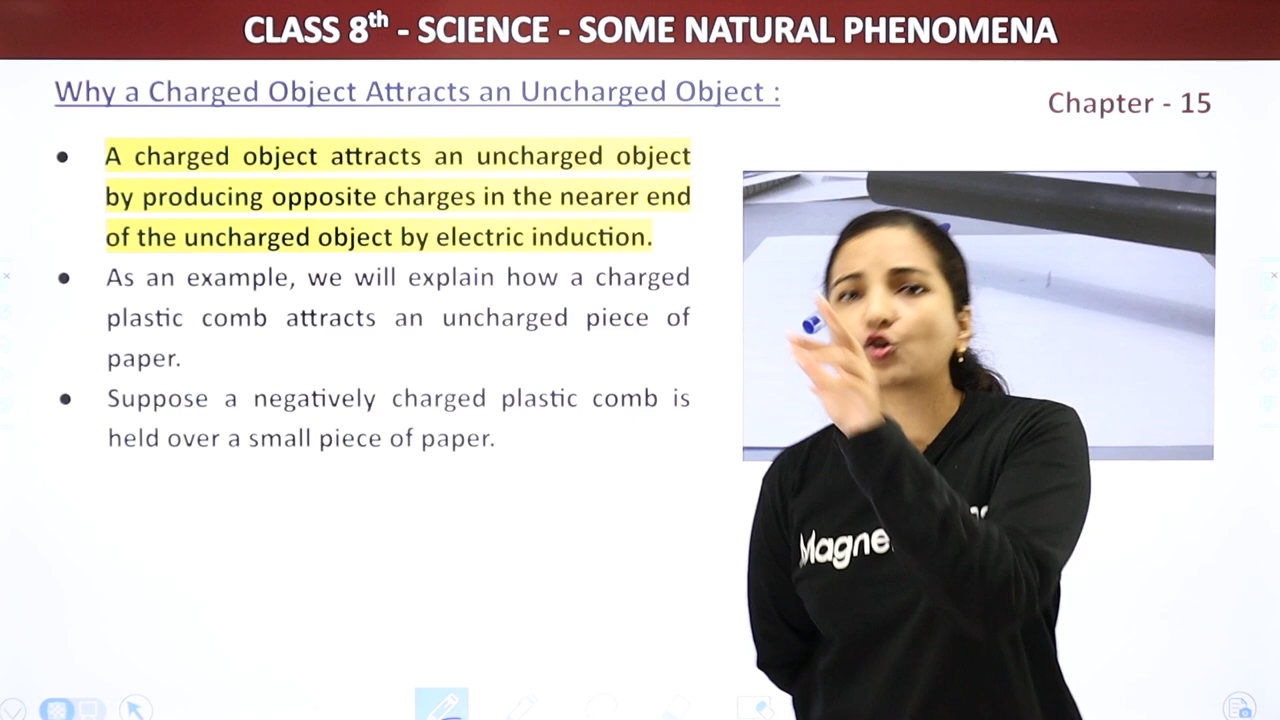 CLASS 8th - SCIENCE - SOME NATURAL PHENOMENA
Why a Charged Object Attracts an Uncharged Object :
Chapter - 15
● A charged object attracts an uncharged object
by producing opposite charges in the nearer end
of the uncharged object by electric induction.
● As an example, we will explain how a charged
plastic comb attracts an uncharged piece of
paper.
● Suppose a negatively charged plastic comb is
held over a small piece of paper.